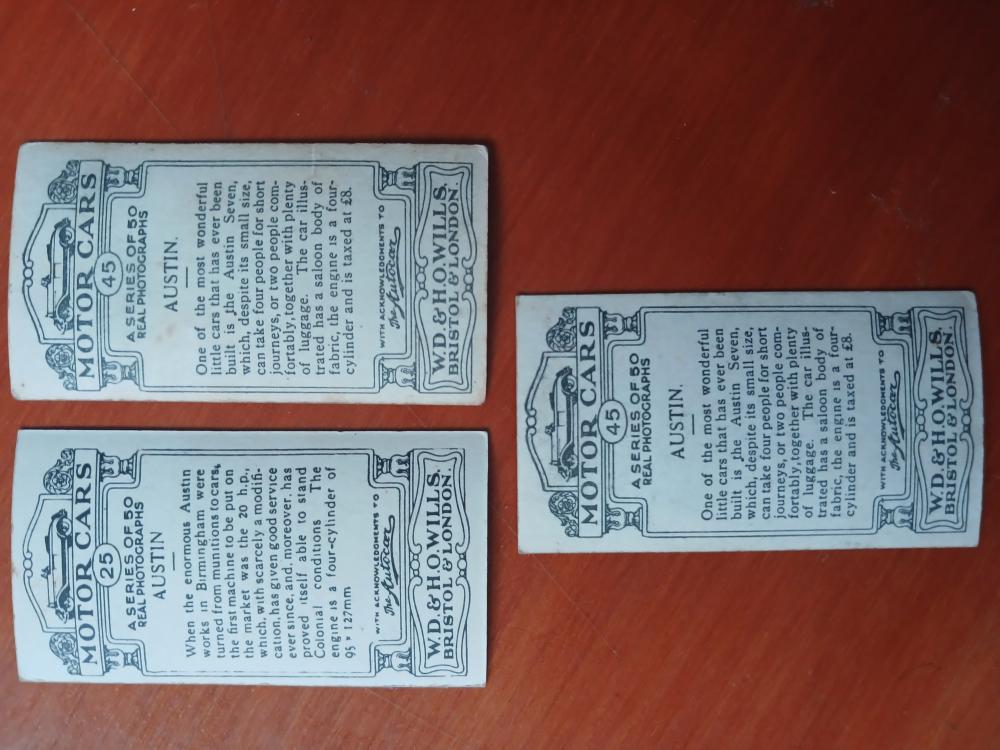 MOTOR CARS
25
A SERIES OF 50
REAL PHOTOGRAPHS
AUSTIN
When the enormous Austin
works in Birmingham were
turned from munitions to cars,
the first machine to be put on
the market was the 20 h.p.,
which, with scarcely a modifi-
cation, has given good service
ever since, and, moreover, has
proved itself able to stand
Colonial conditions The
engine is a four-cylinder of
95 × 127mm
WITH ACKNOWLEDGMENTS TO
The Autocar
W.D. & H.O. WILLS.
BRISTOL & LONDON.
MOTOR CARS
45
A SERIES OF 50
REAL PHOTOGRAPHS
AUSTIN.
One of the most wonderful
little cars that has ever been
built is the Austin Seven,
which, despite its small size,
can take four people for short
journeys, or two people com-
fortably, together with plenty
of luggage. The car illus-
trated has a saloon body of
fabric, the engine is a four-
cylinder and is taxed at £8.
WITH ACKNOWLEDGMENTS TO
The Autocar
W.D. & H.O. WILLS.
BRISTOL & LONDON.
MOTOR CARS
45
A SERIES OF 50
REAL PHOTOGRAPHS
AUSTIN.
One of the most wonderful
little cars that has ever been
built is the Austin Seven,
which, despite its small size,
can take four people for short
journeys, or two people com-
fortably, together with plenty
of luggage. The car illus-
trated has a saloon body of
fabric, the engine is a four-
cylinder and is taxed at £8.
WITH ACKNOWLEDGMENTS TO
The Autocar
W.D. & H.O. WILLS.
BRISTOL & LONDON.